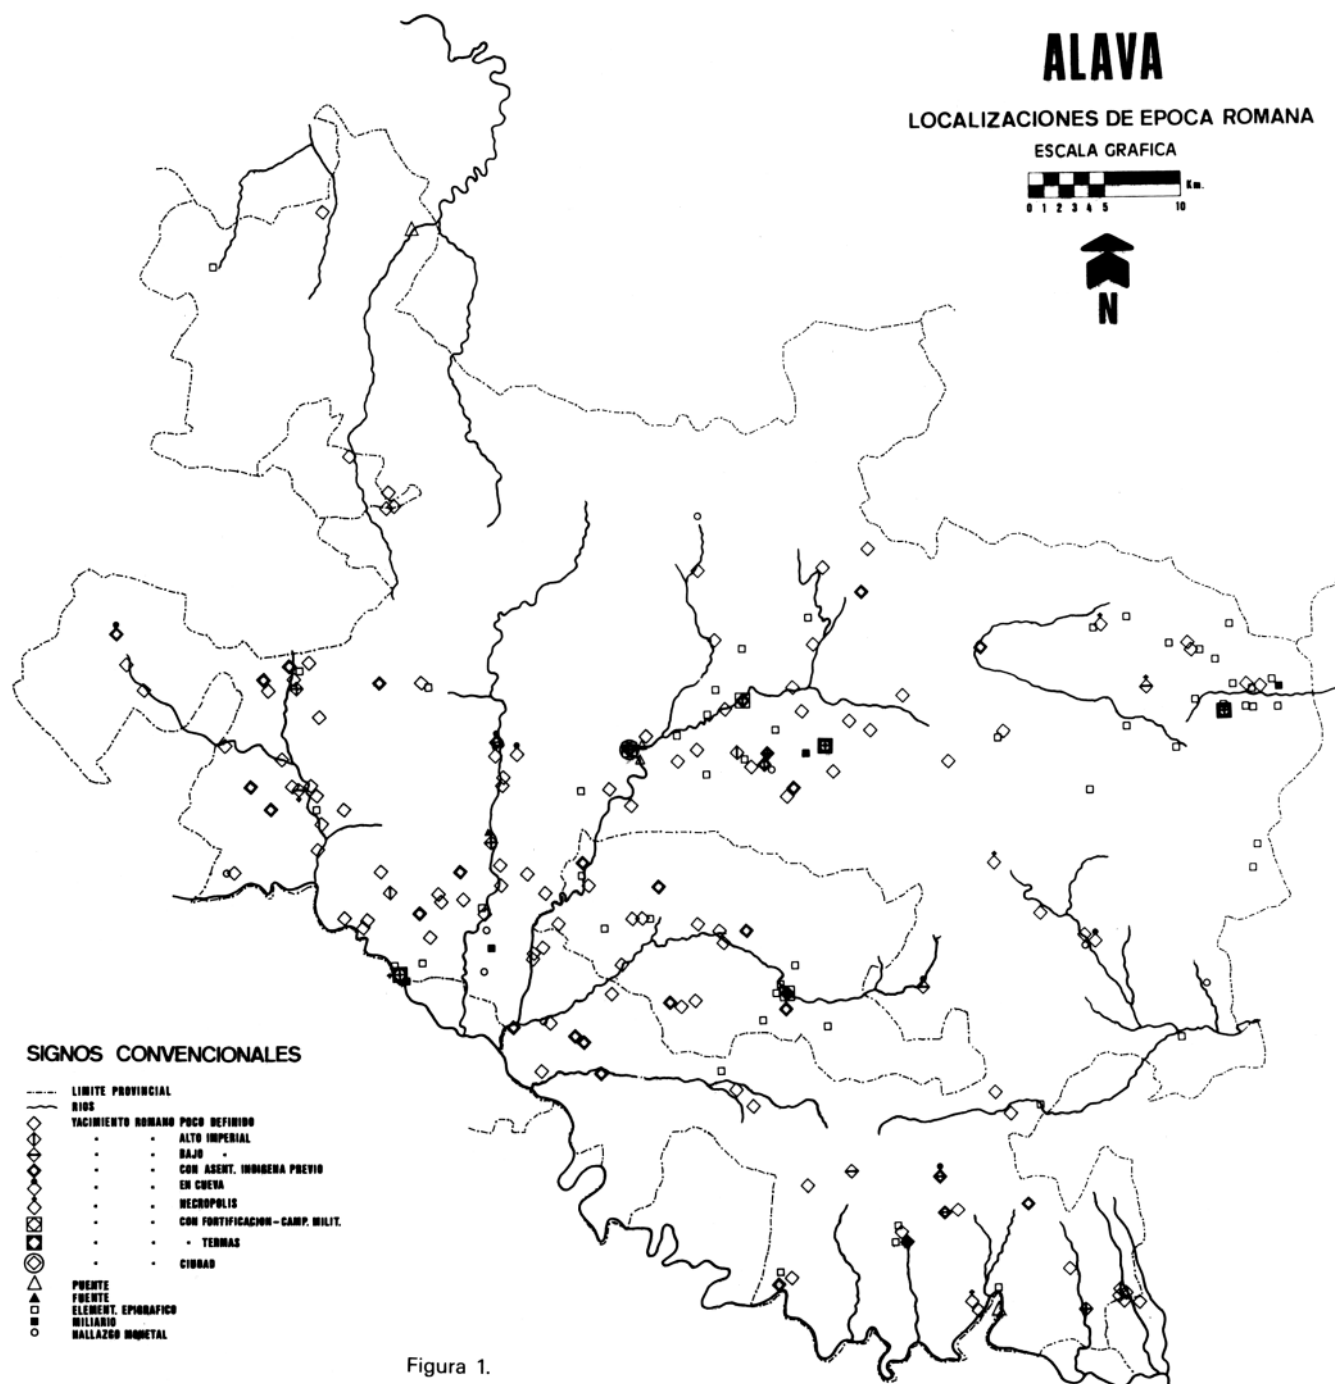 ALAVA
LOCALIZACIONES DE EPOCA ROMANA
ESCALA GRAFICA
Km.
0 1 2 3 4 5 10
N
SIGNOS CONVENCIONALES
LIMITE PROVINCIAL
RIOS
YACIMIENTO ROMANO POCO DEFINIDO
" " ALTO IMPERIAL
" " BAJO "
" " CON ASENT. INDIGENA PREVIO
" " EN CUEVA
" " NECROPOLIS
" " CON FORTIFICACION-CAMP. MILIT.
" " " TERMAS
" " CIUDAD
PUENTE
FUENTE
ELEMENT. EPIGRAFICO
MILIARIO
HALLAZGO MONETAL
Figura 1.